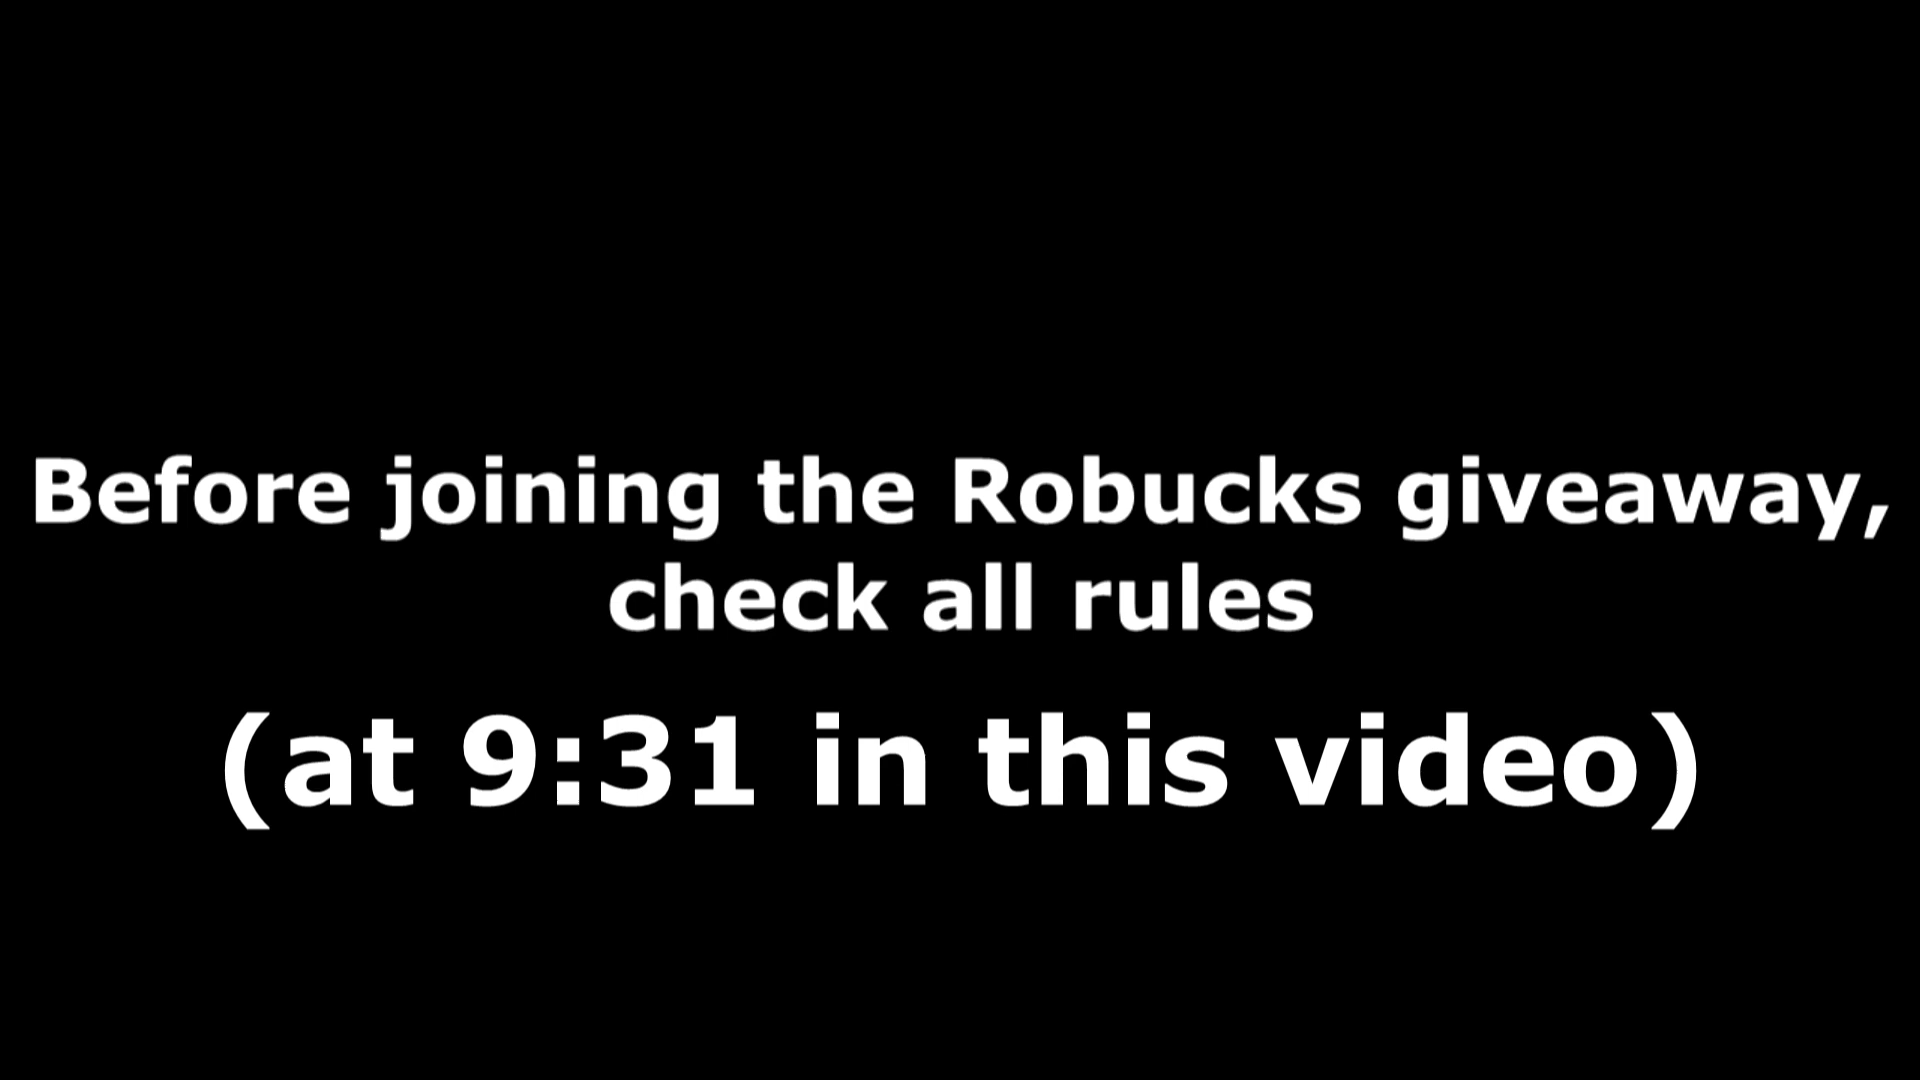 Before joining the Robucks giveaway,
check all rules
(at 9:31 in this video)